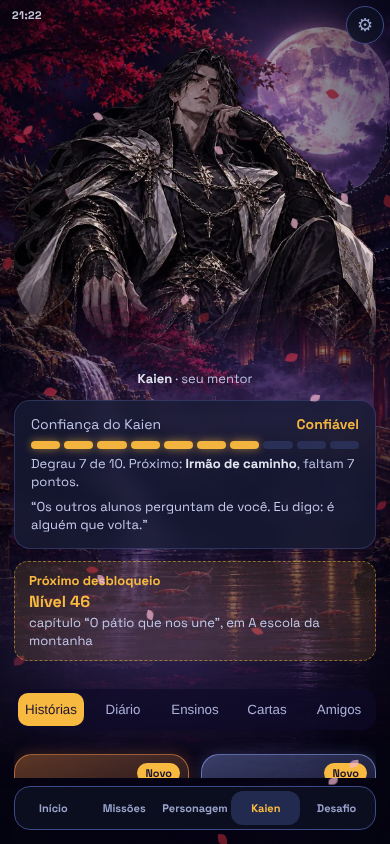 21:22
Kaien · seu mentor
Confiança do Kaien
Confiável
Degrau 7 de 10. Próximo: Irmão de caminho, faltam 7
pontos.
“Os outros alunos perguntam de você. Eu digo: é
alguém que volta.”
Próximo desbloqueio
Nível 46
capítulo “O pátio que nos une”, em A escola da
montanha
Histórias
Diário
Ensinos
Cartas
Amigos
Novo
Novo
Início
Missões
Personagem
Kaien
Desafio